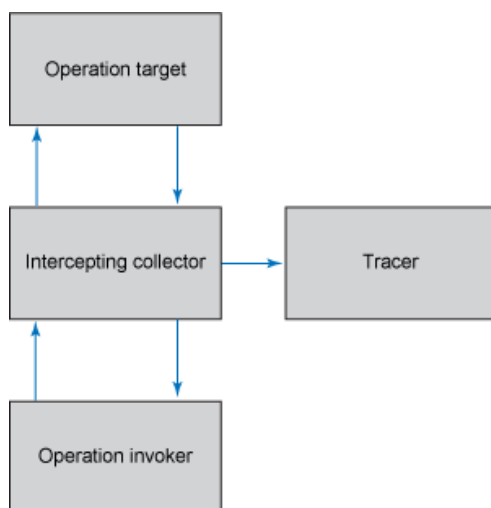 Operation target
Intercepting collector
Tracer
Operation invoker